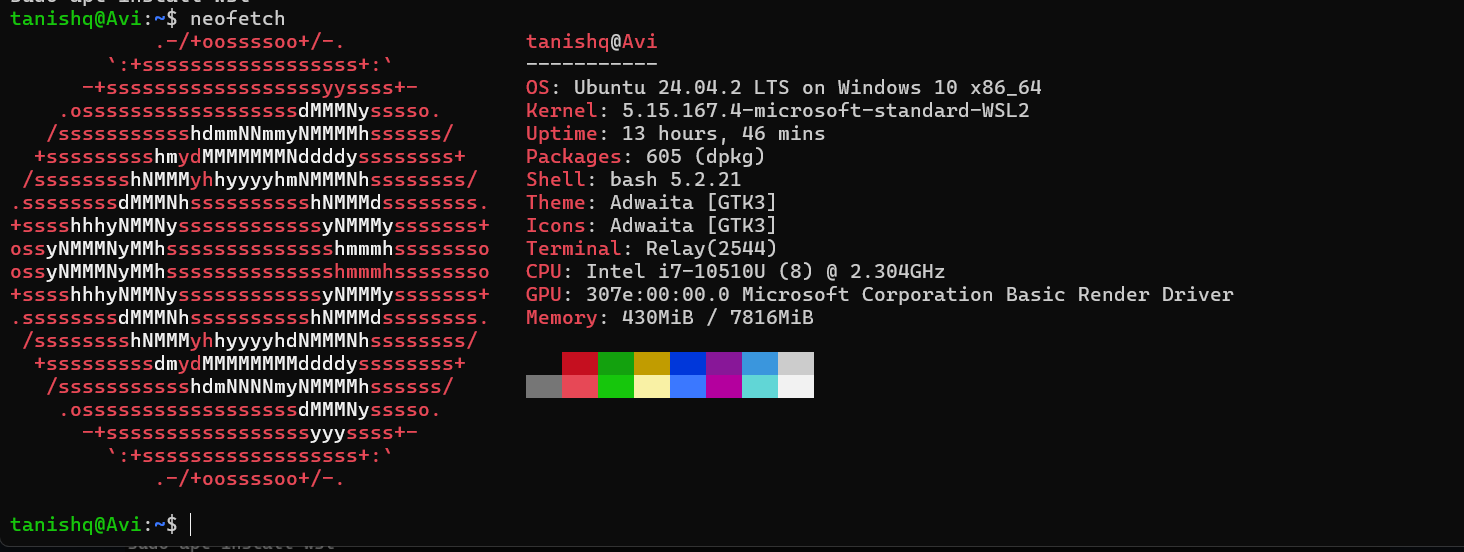 tanishq@Avi:~$ neofetch
            .-/+oossssoo+/-.               tanishq@Avi
        `:+ssssssssssssssssss+:`           -----------
      -+ssssssssssssssssssyyssss+-         OS: Ubuntu 24.04.2 LTS on Windows 10 x86_64
    .ossssssssssssssssssdMMMNysssso.       Kernel: 5.15.167.4-microsoft-standard-WSL2
   /ssssssssssshdmmNNmmyNMMMMhssssss/      Uptime: 13 hours, 46 mins
  +ssssssssshmydMMMMMMMNddddyssssssss+     Packages: 605 (dpkg)
 /sssssssshNMMMyhhyyyyhmNMMMNhssssssss/    Shell: bash 5.2.21
.ssssssssdMMMNhsssssssssshNMMMdssssssss.   Theme: Adwaita [GTK3]
+sssshhhyNMMNyssssssssssssyNMMMysssssss+   Icons: Adwaita [GTK3]
ossyNMMMNyMMhsssssssssssssshmmmhssssssso   Terminal: Relay(2544)
ossyNMMMNyMMhsssssssssssssshmmmhssssssso   CPU: Intel i7-10510U (8) @ 2.304GHz
+sssshhhyNMMNyssssssssssssyNMMMysssssss+   GPU: 307e:00:00.0 Microsoft Corporation Basic Render Driver
.ssssssssdMMMNhsssssssssshNMMMdssssssss.   Memory: 430MiB / 7816MiB
 /sssssssshNMMMyhhyyyyhdNMMMNhssssssss/
  +sssssssssdmydMMMMMMMMddddyssssssss+
   /ssssssssssshdmNNNNmyNMMMMhssssss/
    .ossssssssssssssssssdMMMNysssso.
      -+sssssssssssssssssyyyssss+-
        `:+ssssssssssssssssss+:`
            .-/+oossssoo+/-.
tanishq@Avi:~$